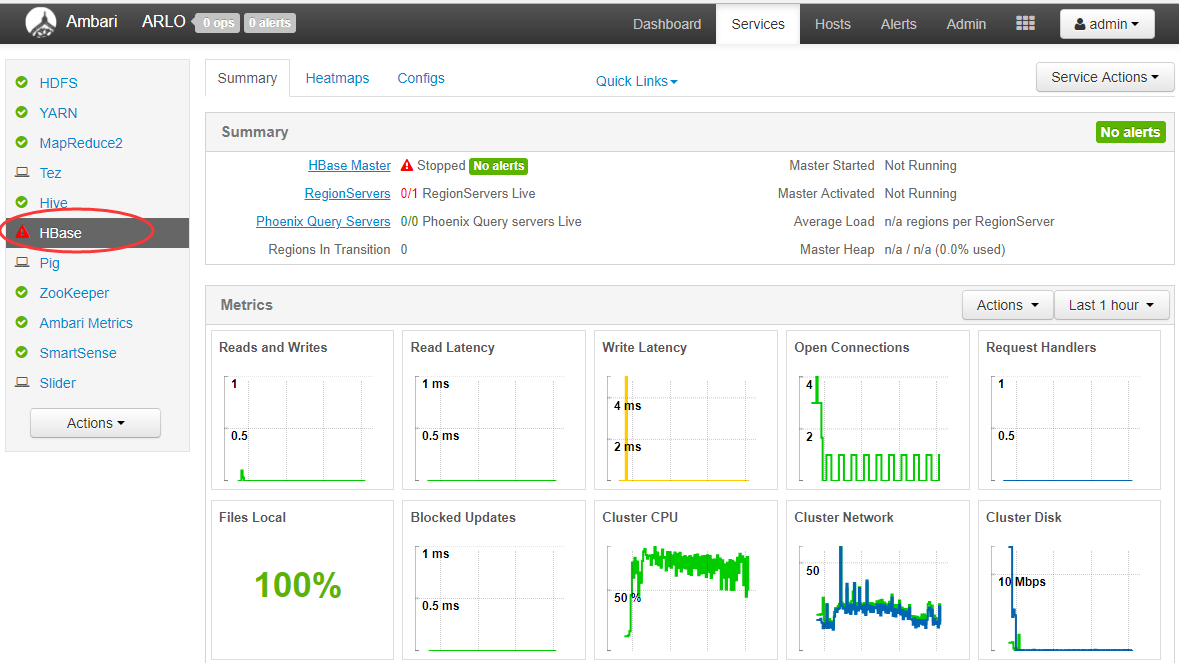 Ambari ARLO 0 ops 0 alerts Dashboard Services Hosts Alerts Admin admin
HDFS
YARN
MapReduce2
Tez
Hive
HBase
Pig
ZooKeeper
Ambari Metrics
SmartSense
Slider
Actions
Summary Heatmaps Configs Quick Links Service Actions
Summary No alerts
HBase Master Stopped No alerts Master Started Not Running
RegionServers 0/1 RegionServers Live Master Activated Not Running
Phoenix Query Servers 0/0 Phoenix Query servers Live Average Load n/a regions per RegionServer
Regions In Transition 0 Master Heap n/a / n/a (0.0% used)
Metrics Actions Last 1 hour
Reads and Writes
1
0.5
Read Latency
1 ms
0.5 ms
Write Latency
4 ms
2 ms
Open Connections
4
2
Request Handlers
1
0.5
Files Local
100%
Blocked Updates
1 ms
0.5 ms
Cluster CPU
50 %
Cluster Network
50
Cluster Disk
10 Mbps